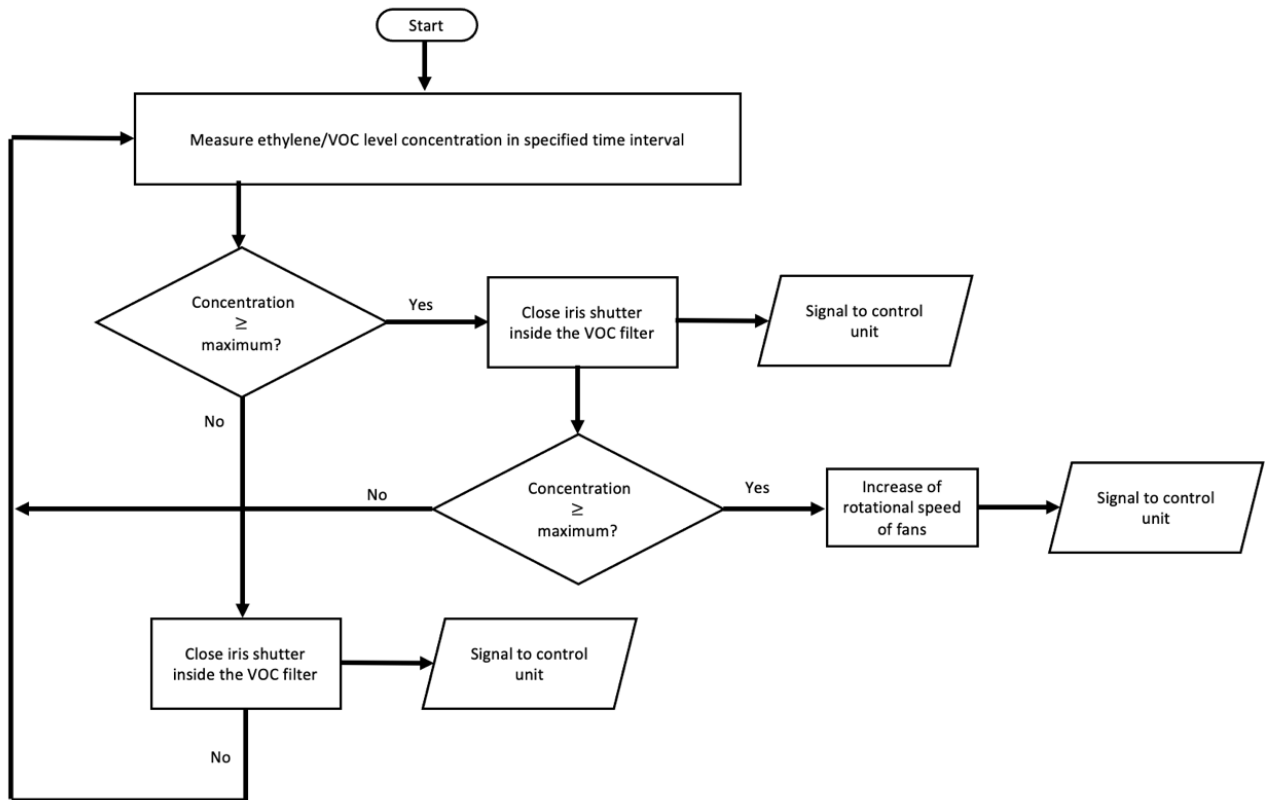 Start
Measure ethylene/VOC level concentration in specified time interval
Concentration
≥
maximum?
Yes
Close iris shutter
inside the VOC filter
Signal to control
unit
No
No
Concentration
≥
maximum?
Yes
Increase of
rotational speed
of fans
Signal to control
unit
Close iris shutter
inside the VOC filter
Signal to control
unit
No